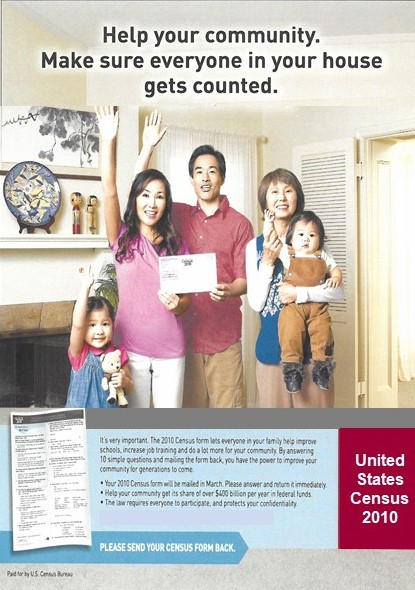 Help your community.
Make sure everyone in your house
gets counted.
It's very important. The 2010 Census form lets everyone in your family help improve
schools, increase job training and do a lot more for your community. By answering
10 simple questions and mailing the form back, you have the power to improve your
community for generations to come.
• Your 2010 Census form will be mailed in March. Please answer and return it immediately.
• Help your community get its share of over $400 billion per year in federal funds.
• The law requires everyone to participate, and protects your confidentiality.
United
States
Census
2010
PLEASE SEND YOUR CENSUS FORM BACK.
Paid for by U.S. Census Bureau